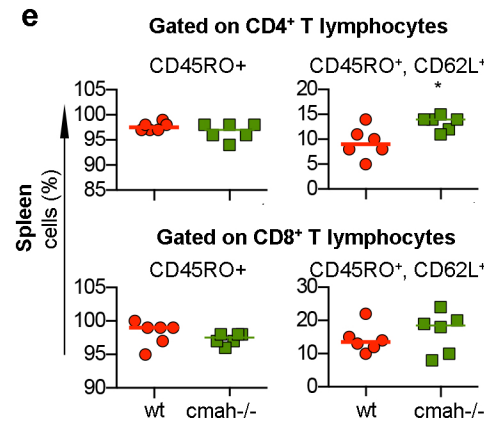 e
Gated on CD4⁺ T lymphocytes
CD45RO+
CD45RO⁺, CD62L⁺
*
105
100
95
90
85
20
15
10
5
0
Spleen
cells (%)
Gated on CD8⁺ T lymphocytes
CD45RO+
CD45RO⁺, CD62L⁺
105
100
95
90
30
20
10
0
wt
cmah-/-
wt
cmah-/-